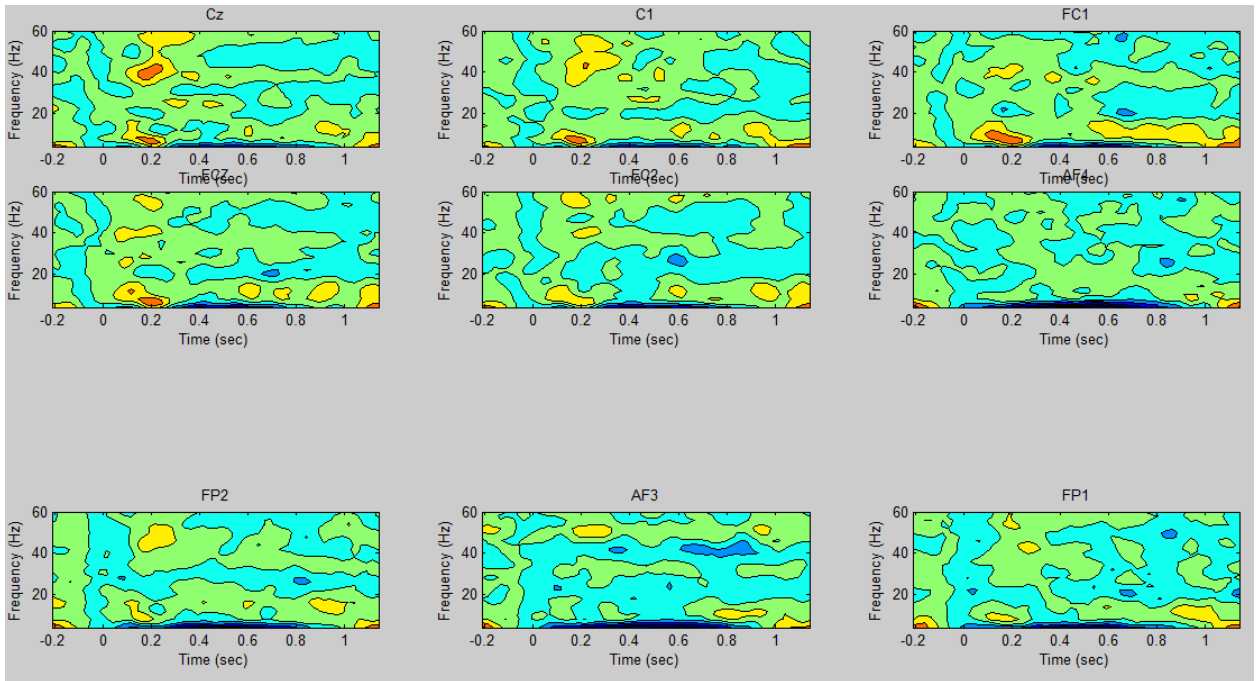 Cz C1 FC1
60 60 60
40 40 40
20 20 20
Frequency (Hz) Frequency (Hz) Frequency (Hz)
-0.2 0 0.2 0.4 0.6 0.8 1 -0.2 0 0.2 0.4 0.6 0.8 1 -0.2 0 0.2 0.4 0.6 0.8 1
Time (sec) Time (sec) Time (sec)
FCZ FC2 AF4
60 60 60
40 40 40
20 20 20
Frequency (Hz) Frequency (Hz) Frequency (Hz)
-0.2 0 0.2 0.4 0.6 0.8 1 -0.2 0 0.2 0.4 0.6 0.8 1 -0.2 0 0.2 0.4 0.6 0.8 1
Time (sec) Time (sec) Time (sec)
FP2 AF3 FP1
60 60 60
40 40 40
20 20 20
Frequency (Hz) Frequency (Hz) Frequency (Hz)
-0.2 0 0.2 0.4 0.6 0.8 1 -0.2 0 0.2 0.4 0.6 0.8 1 -0.2 0 0.2 0.4 0.6 0.8 1
Time (sec) Time (sec) Time (sec)